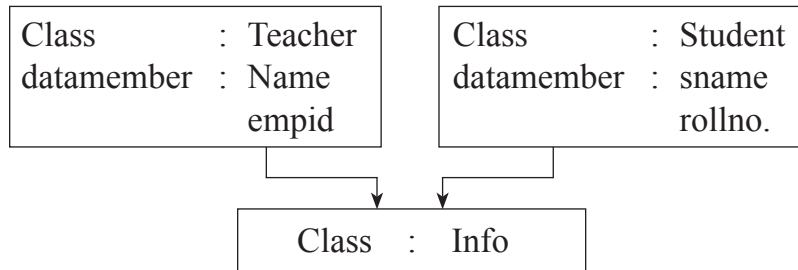 Class : Teacher
datamember : Name
empid
Class : Student
datamember : sname
rollno.
Class : Info